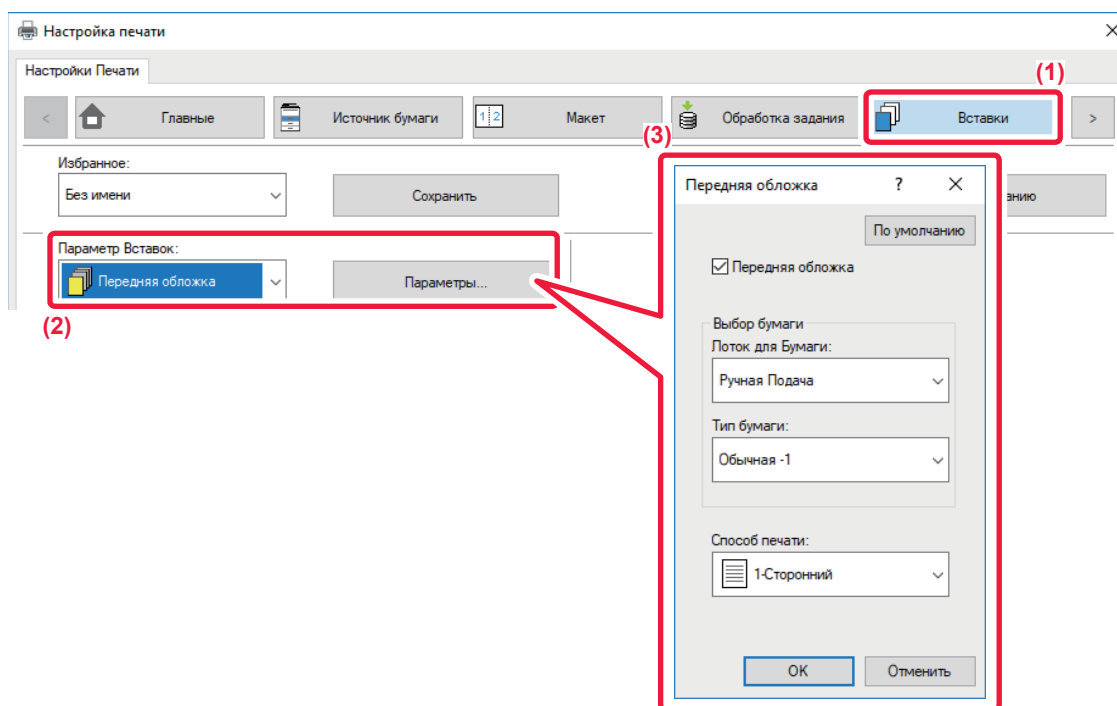 Настройка печати
Настройки Печати
(1)
Главные
Источник бумаги
Макет
Обработка задания
Вставки
(3)
Избранное:
Без имени
Сохранить
Параметр Вставок:
Передняя обложка
Параметры...
(2)
Передняя обложка
По умолчанию
Передняя обложка
Выбор бумаги
Лоток для Бумаги:
Ручная Подача
Тип бумаги:
Обычная -1
Способ печати:
1-Сторонний
OK
Отменить